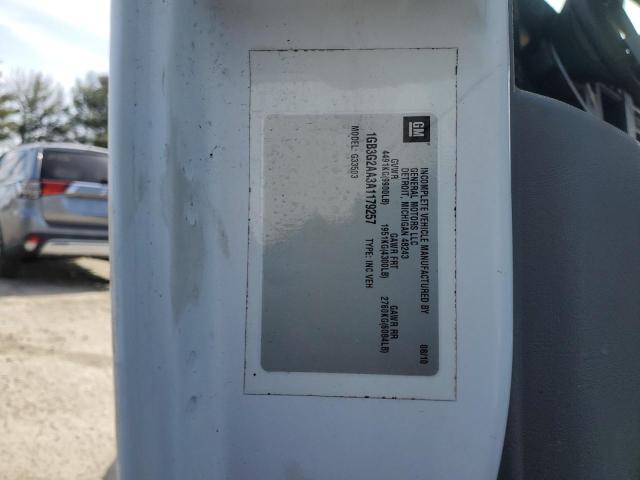 GM
INCOMPLETE VEHICLE MANUFACTURED BY
GENERAL MOTORS LLC
DETROIT, MICHIGAN 48243
08/10
GVWR GAWR FRT GAWR RR
4491KG(9900LB) 1951KG(4300LB) 2760KG(6084LB)
1GB3G2AA3A1179257 TYPE: INC VEH
MODEL: G33503